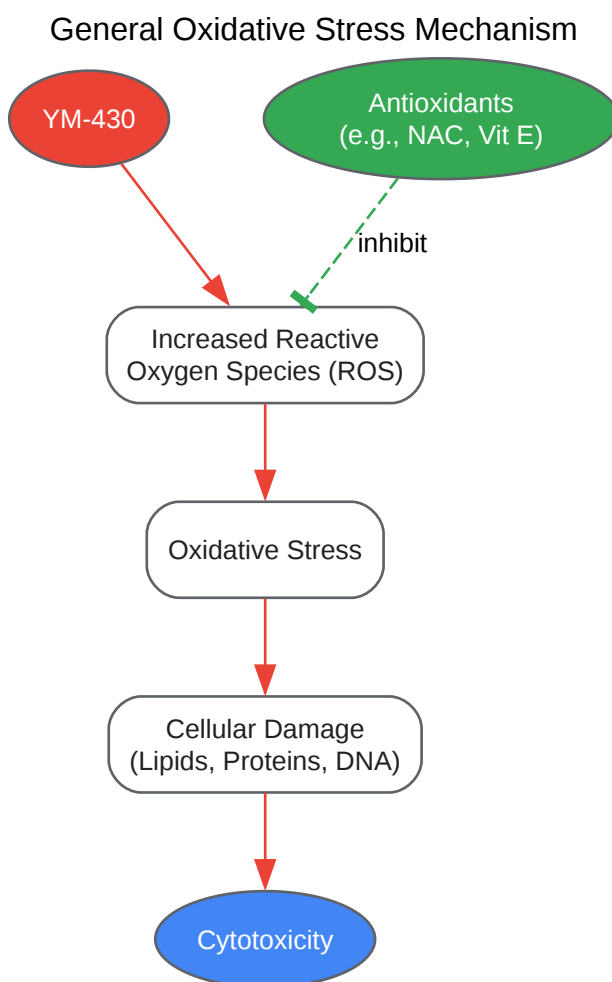 General Oxidative Stress Mechanism
YM-430
Antioxidants
(e.g., NAC, Vit E)
inhibit
Increased Reactive
Oxygen Species (ROS)
Oxidative Stress
Cellular Damage
(Lipids, Proteins, DNA)
Cytotoxicity